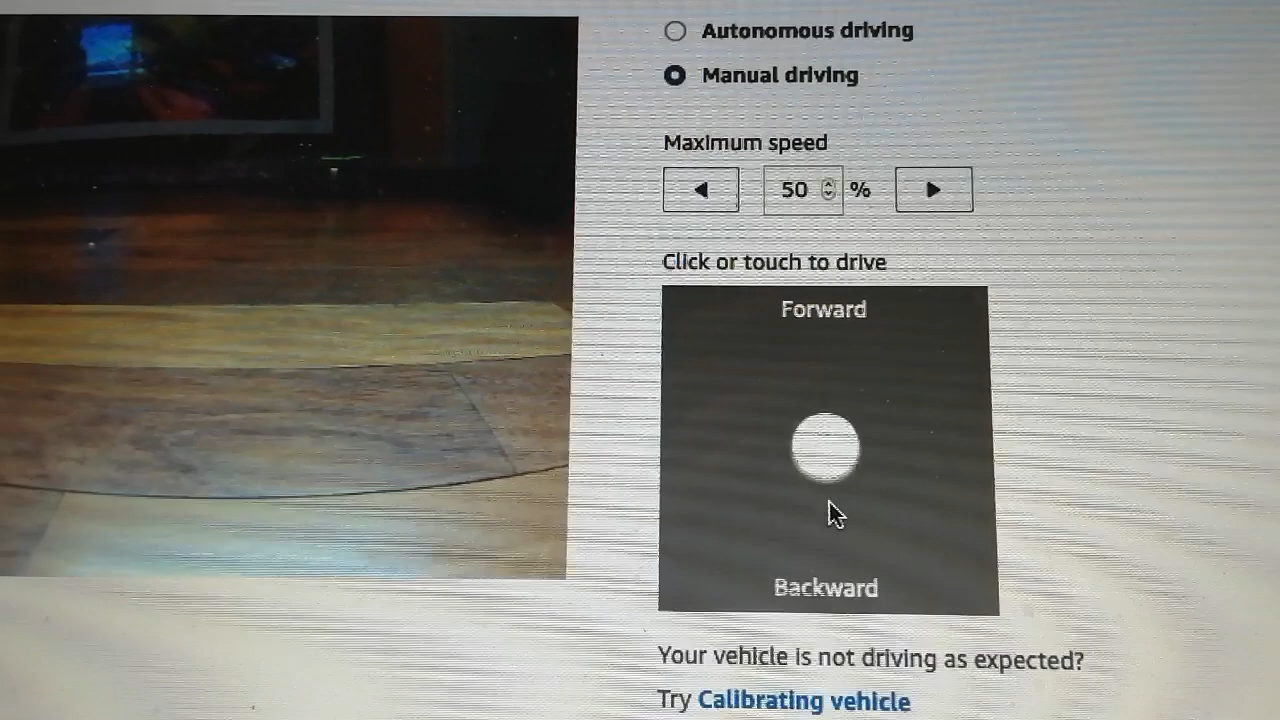 Autonomous driving
Manual driving
Maximum speed
50 %
Click or touch to drive
Forward
Backward
Your vehicle is not driving as expected?
Try Calibrating vehicle